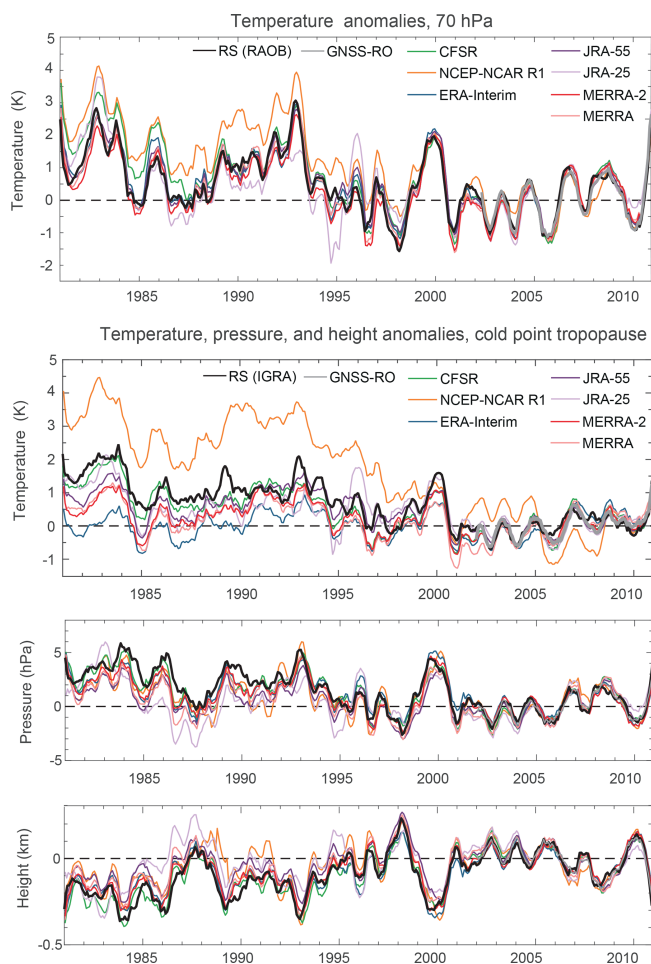 Temperature anomalies, 70 hPa
RS (RAOB) GNSS-RO CFSR JRA-55
NCEP-NCAR R1 JRA-25
ERA-Interim MERRA-2
MERRA
Temperature (K)
5
4
3
2
1
0
-1
-2
1985 1990 1995 2000 2005 2010
Temperature, pressure, and height anomalies, cold point tropopause
RS (IGRA) GNSS-RO CFSR JRA-55
NCEP-NCAR R1 JRA-25
ERA-Interim MERRA-2
MERRA
Temperature (K)
5
4
3
2
1
0
-1
1985 1990 1995 2000 2005 2010
Pressure (hPa)
5
0
-5
1985 1990 1995 2000 2005 2010
Height (km)
0
-0.5
1985 1990 1995 2000 2005 2010